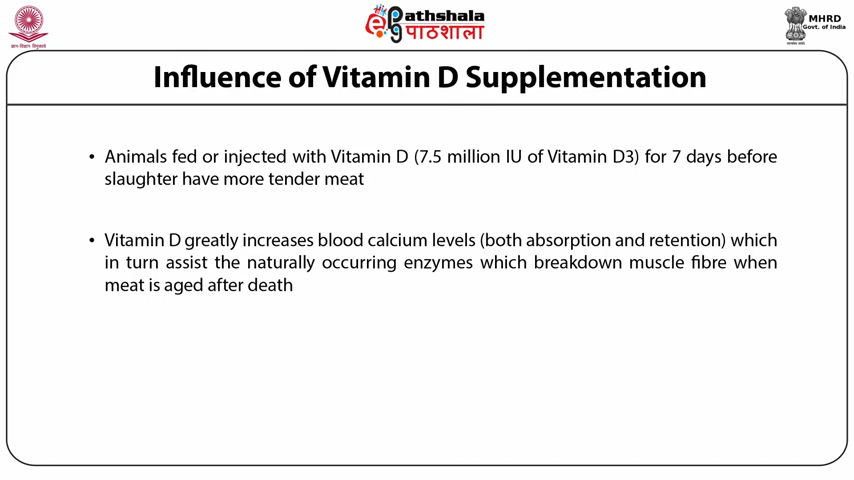 Pathshala
पाठशाला
MHRD
Govt. of India
Influence of Vitamin D Supplementation
• Animals fed or injected with Vitamin D (7.5 million IU of Vitamin D3) for 7 days before
slaughter have more tender meat
• Vitamin D greatly increases blood calcium levels (both absorption and retention) which
in turn assist the naturally occurring enzymes which breakdown muscle fibre when
meat is aged after death